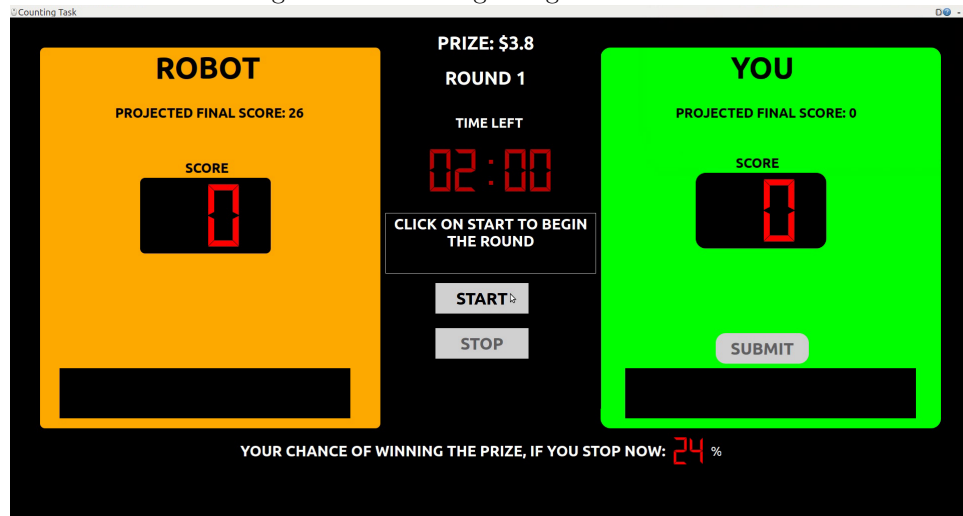 Counting Task
PRIZE: $3.8
ROUND 1
TIME LEFT
02:00
CLICK ON START TO BEGIN
THE ROUND
START
STOP
ROBOT
PROJECTED FINAL SCORE: 26
SCORE
0
YOU
PROJECTED FINAL SCORE: 0
SCORE
0
SUBMIT
YOUR CHANCE OF WINNING THE PRIZE, IF YOU STOP NOW: 24 %